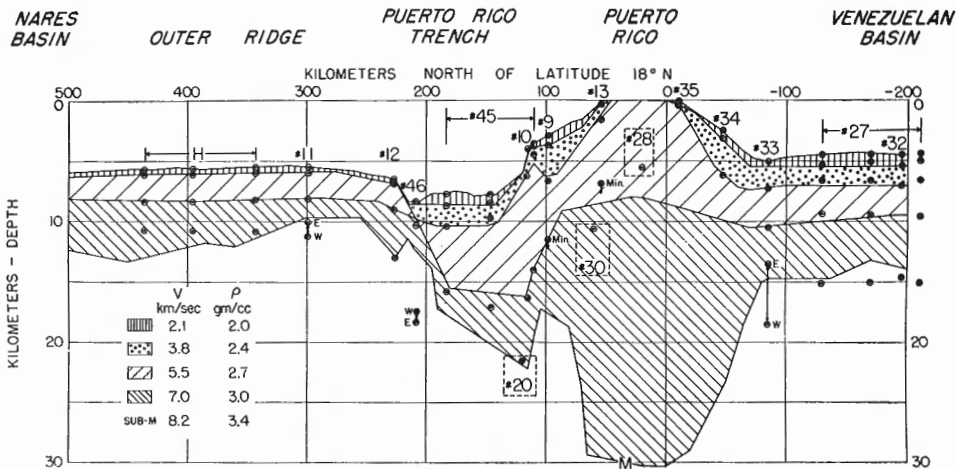 NARES BASIN
OUTER RIDGE
PUERTO RICO TRENCH
PUERTO RICO
VENEZUELAN BASIN
KILOMETERS NORTH OF LATITUDE 18° N
500 400 300 200 100 0 -100 -200
KILOMETERS - DEPTH
0 10 20 30
0 10 20 30
H
#11
#12
#46
#45
#10
#9
#13
#28
#35
#34
#33
#27
#32
Min.
Min.
#30
#20
E
W
W
E
E
W
M
V ρ
km/sec gm/cc
2.1 2.0
3.8 2.4
5.5 2.7
7.0 3.0
SUB-M 8.2 3.4